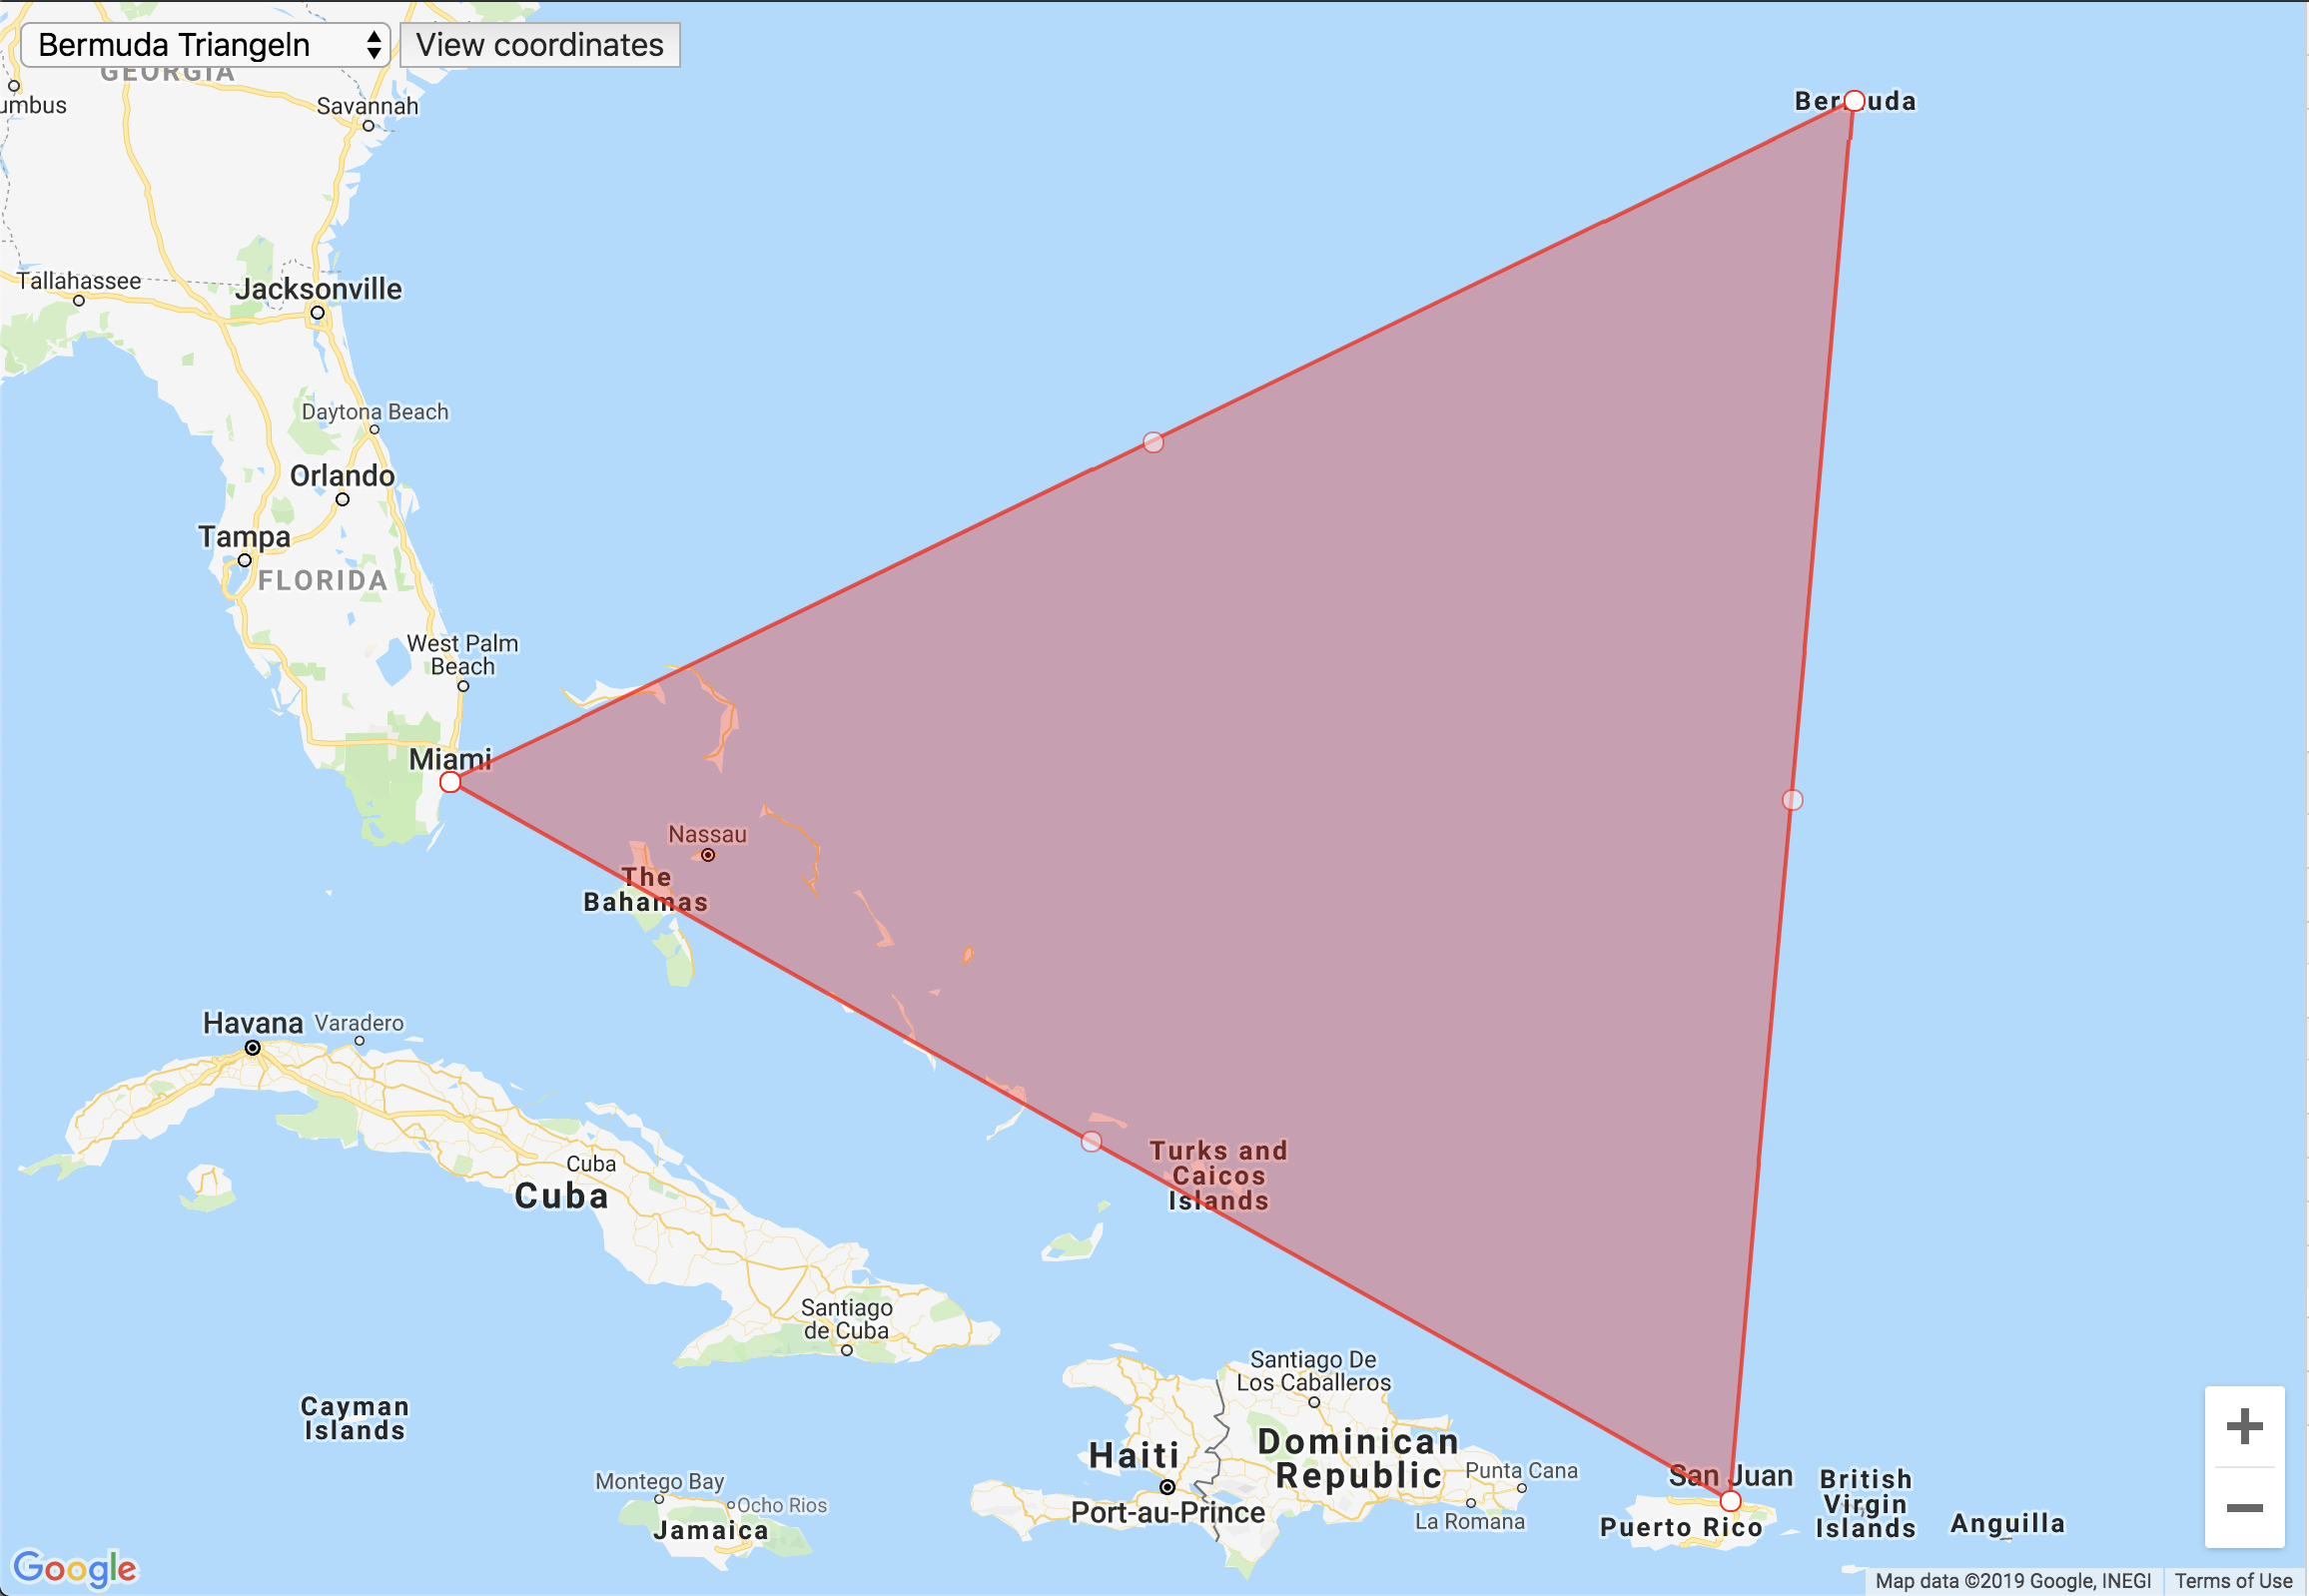 Bermuda Triangeln
View coordinates
GEORGIA
umbus
Savannah
Bermuda
Tallahassee
Jacksonville
Daytona Beach
Orlando
Tampa
FLORIDA
West Palm
Beach
Miami
Nassau
The
Bahamas
Havana
Varadero
Turks and
Caicos
Islands
Cuba
Cuba
Santiago
de Cuba
Santiago De
Los Caballeros
Cayman
Islands
Haiti
Dominican
Republic
Punta Cana
San Juan
British
Virgin
Islands
Montego Bay
Ocho Rios
Port-au-Prince
La Romana
Puerto Rico
Anguilla
Jamaica
Google
Map data ©2019 Google, INEGI
Terms of Use